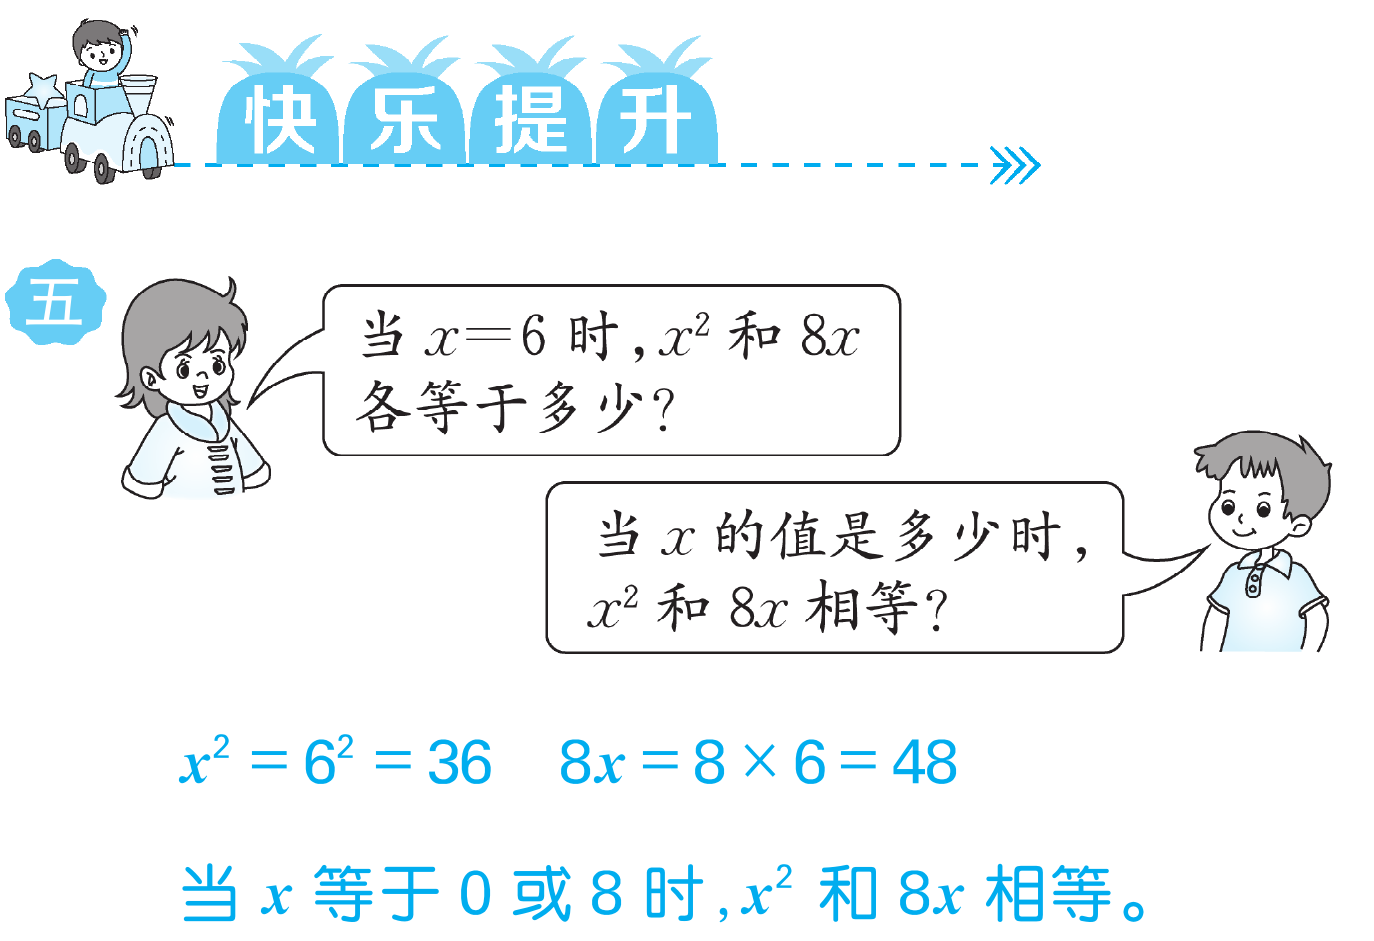 快乐提升
五
当 x=6 时,x² 和 8x
各等于多少?
当 x 的值是多少时,
x² 和 8x 相等?
x² = 6² = 36 8x = 8 × 6 = 48
当 x 等于 0 或 8 时,x² 和 8x 相等。